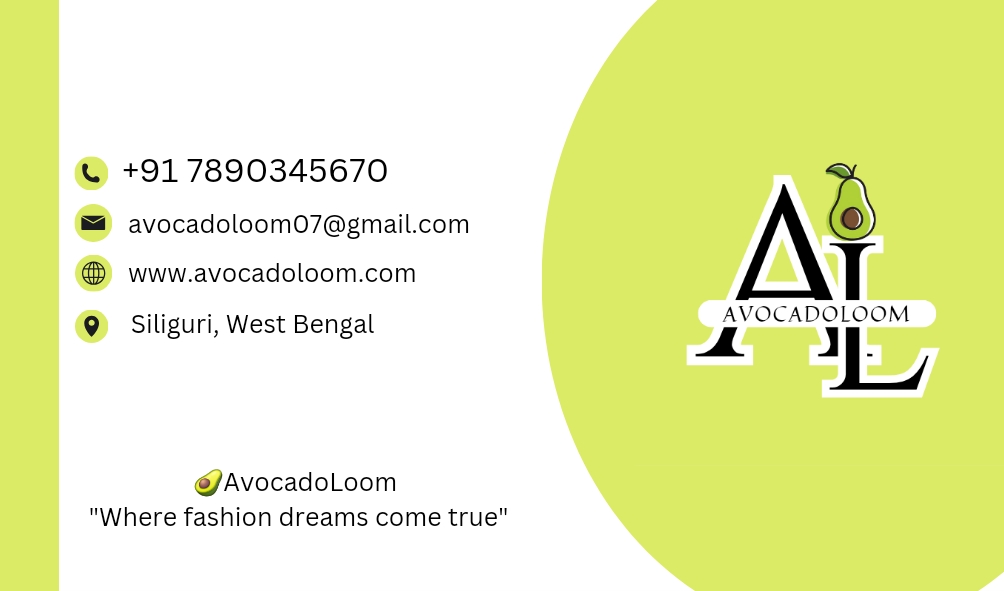 +91 7890345670
avocadoloom07@gmail.com
www.avocadoloom.com
Siliguri, West Bengal
🥑AvocadoLoom
"Where fashion dreams come true"
AL
AVOCADOLOOM